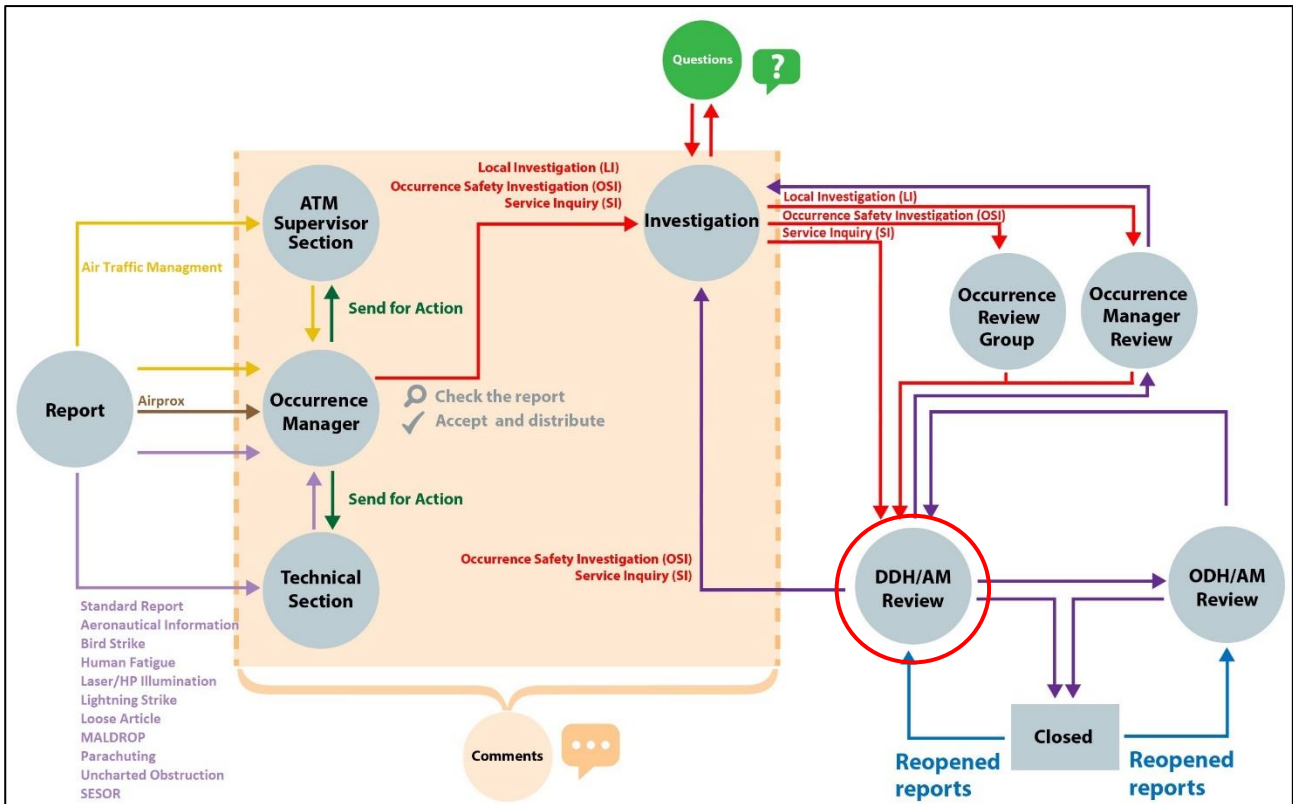 Questions
?
Local Investigation (LI)
Occurrence Safety Investigation (OSI)
Service Inquiry (SI)
ATM
Supervisor
Section
Investigation
Local Investigation (LI)
Occurrence Safety Investigation (OSI)
Service Inquiry (SI)
Air Traffic Managment
Send for Action
Occurrence
Review
Group
Occurrence
Manager
Review
Report
Airprox
Occurrence
Manager
Check the report
Accept and distribute
Send for Action
Technical
Section
Occurrence Safety Investigation (OSI)
Service Inquiry (SI)
DDH/AM
Review
ODH/AM
Review
Standard Report
Aeronautical Information
Bird Strike
Human Fatigue
Laser/HP Illumination
Lightning Strike
Loose Article
MALDROP
Parachuting
Uncharted Obstruction
SESOR
Comments
Closed
Reopened
reports
Reopened
reports